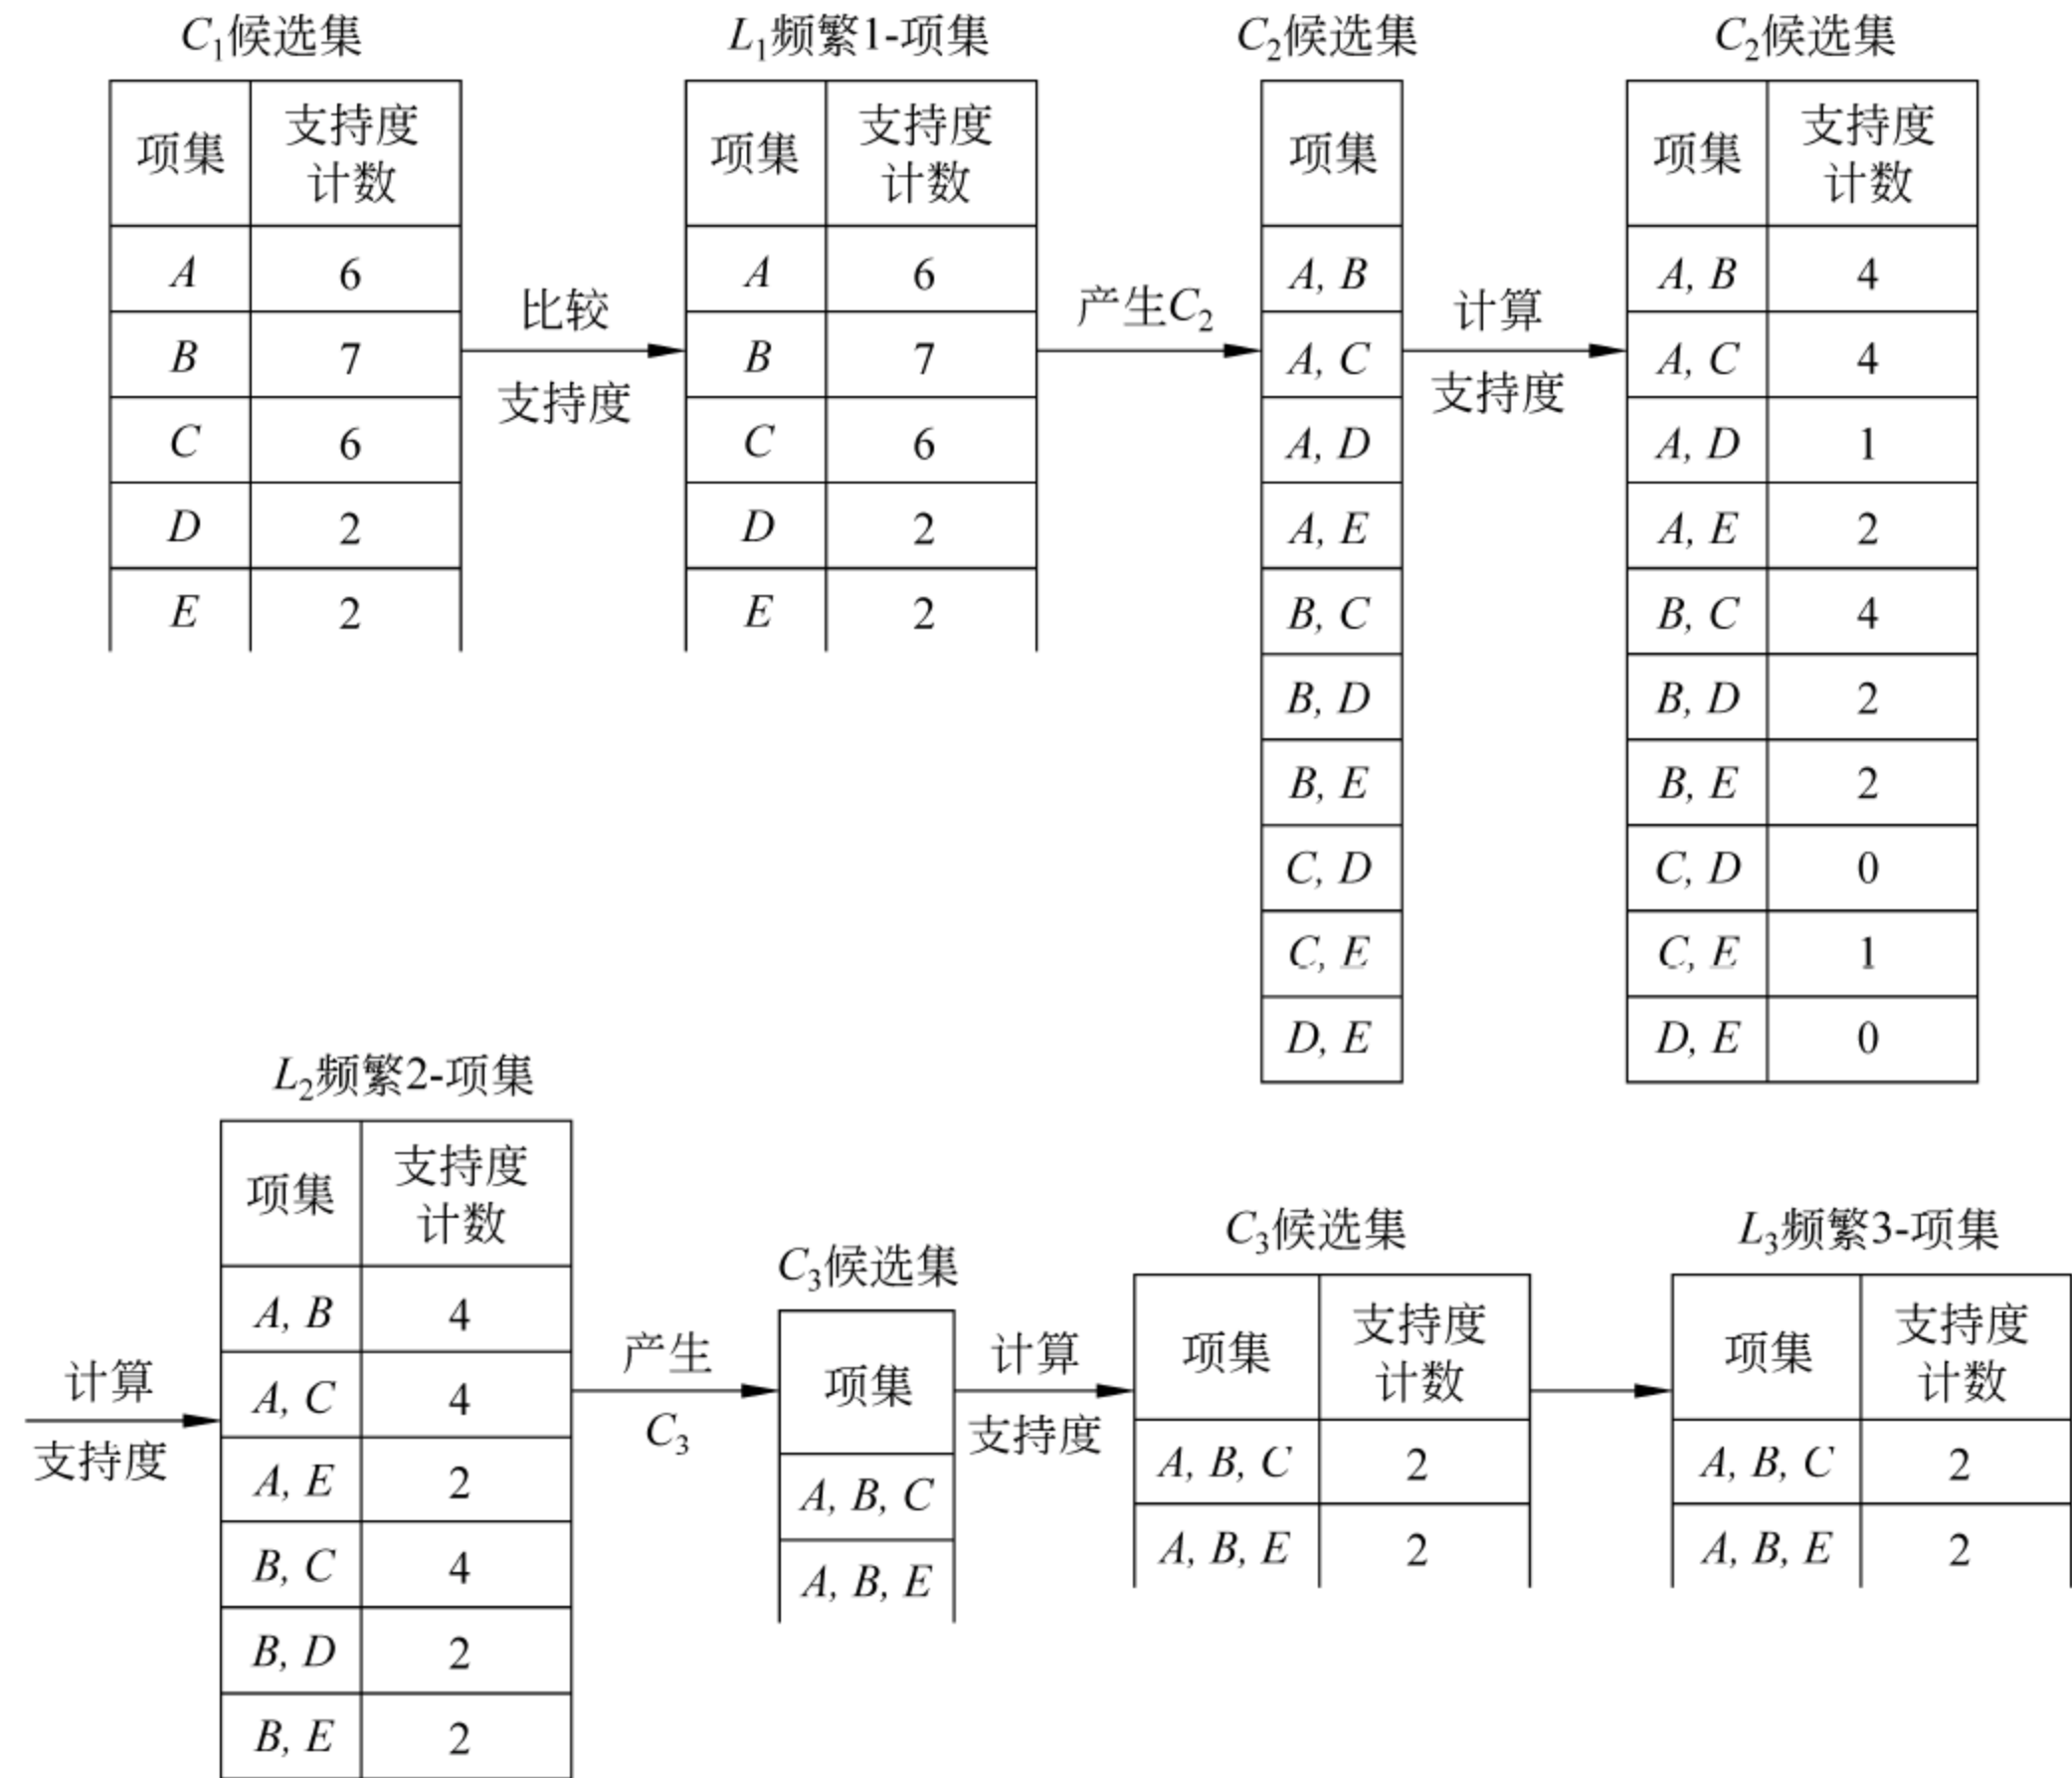 C₁候选集
项集 支持度计数
A 6
B 7
C 6
D 2
E 2
比较
支持度
L₁频繁1-项集
项集 支持度计数
A 6
B 7
C 6
D 2
E 2
产生C₂
C₂候选集
项集
A, B
A, C
A, D
A, E
B, C
B, D
B, E
C, D
C, E
D, E
计算
支持度
C₂候选集
项集 支持度计数
A, B 4
A, C 4
A, D 1
A, E 2
B, C 4
B, D 2
B, E 2
C, D 0
C, E 1
D, E 0
计算
支持度
L₂频繁2-项集
项集 支持度计数
A, B 4
A, C 4
A, E 2
B, C 4
B, D 2
B, E 2
产生
C₃
C₃候选集
项集
A, B, C
A, B, E
计算
支持度
C₃候选集
项集 支持度计数
A, B, C 2
A, B, E 2
L₃频繁3-项集
项集 支持度计数
A, B, C 2
A, B, E 2